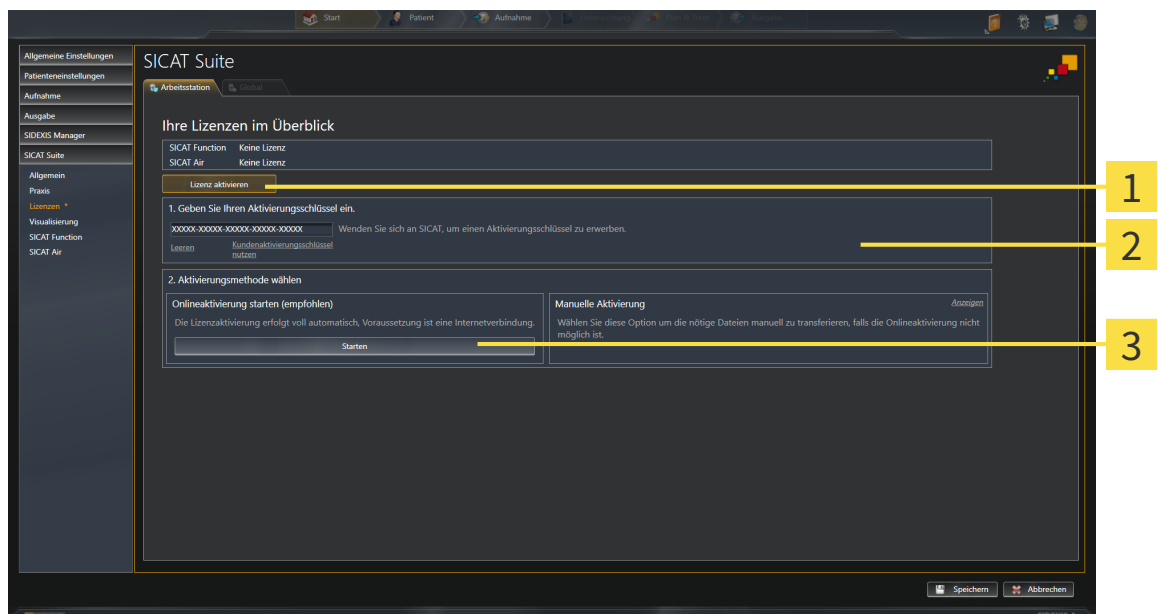 Start
Patient
Aufnahme
Allgemeine Einstellungen
Patienteneinstellungen
Aufnahme
Ausgabe
SIDEXIS Manager
SICAT Suite
Allgemein
Praxis
Lizenzen *
Visualisierung
SICAT Function
SICAT Air
SICAT Suite
Arbeitsstation
Global
Ihre Lizenzen im Überblick
SICAT Function Keine Lizenz
SICAT Air Keine Lizenz
Lizenz aktivieren
1
1. Geben Sie Ihren Aktivierungsschlüssel ein.
XXXXX-XXXXX-XXXXX-XXXXX-XXXXX Wenden Sie sich an SICAT, um einen Aktivierungsschlüssel zu erwerben.
Leeren
Kundenaktivierungsschlüssel
nutzen
2
2. Aktivierungsmethode wählen
Onlineaktivierung starten (empfohlen)
Die Lizenzaktivierung erfolgt voll automatisch, Voraussetzung ist eine Internetverbindung.
Starten
Manuelle Aktivierung
Anzeigen
Wählen Sie diese Option um die nötige Dateien manuell zu transferieren, falls die Onlineaktivierung nicht
möglich ist.
3
Speichern
Abbrechen